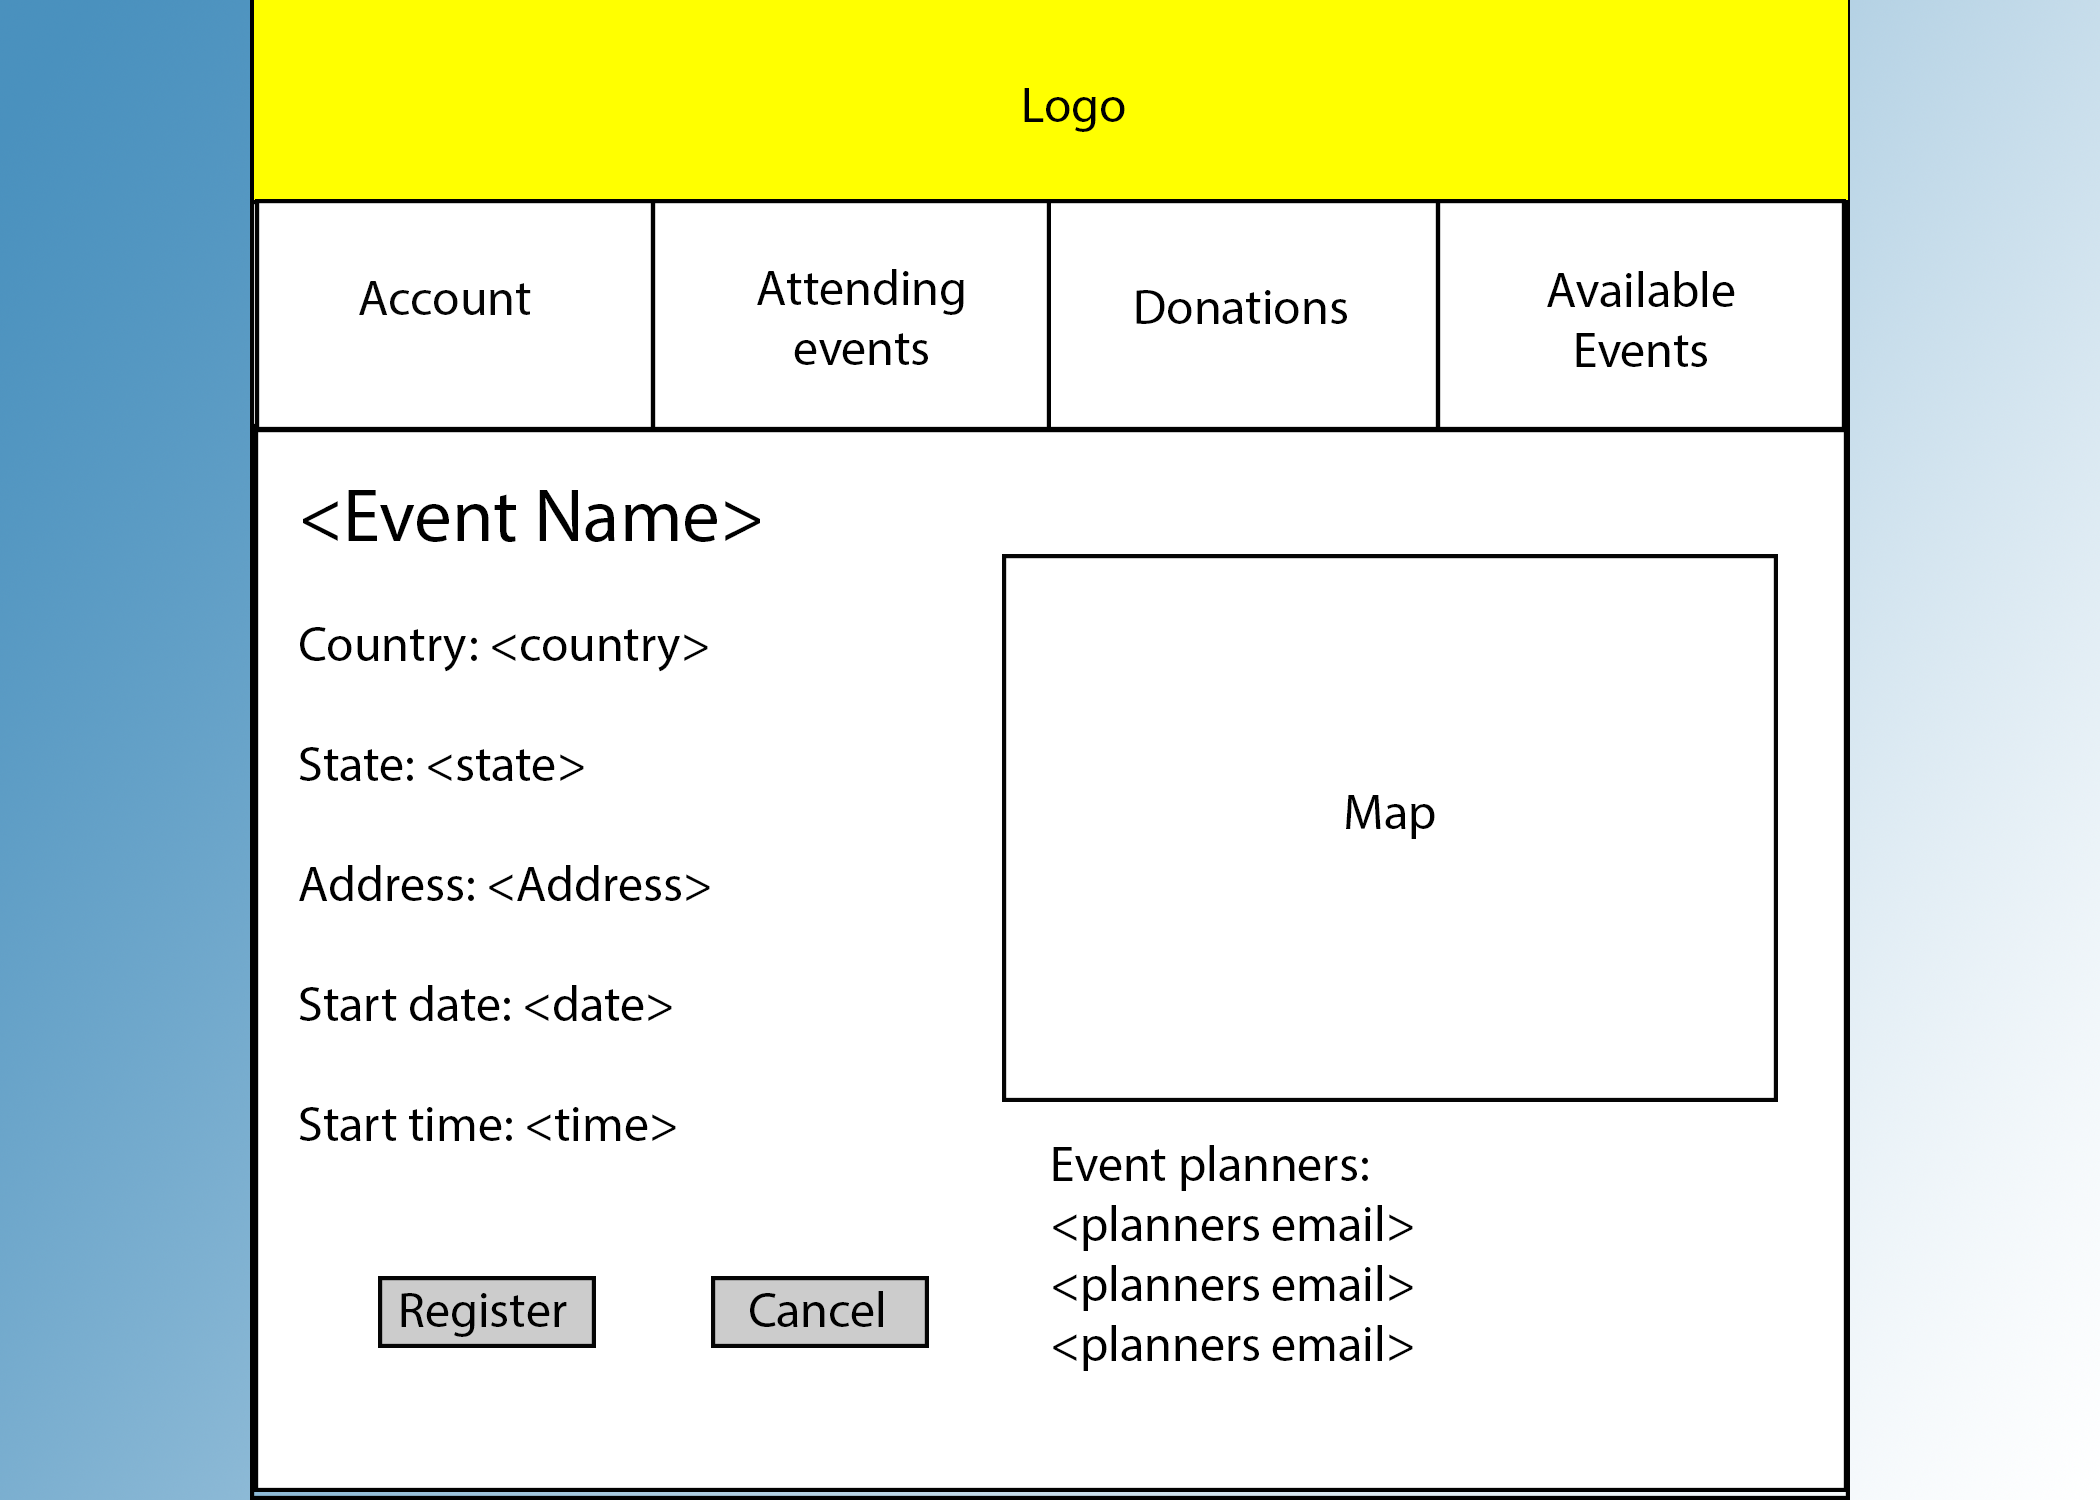 Logo
Account
Attending
events
Donations
Available
Events
<Event Name>
Country: <country>
State: <state>
Address: <Address>
Start date: <date>
Start time: <time>
Register
Cancel
Map
Event planners:
<planners email>
<planners email>
<planners email>